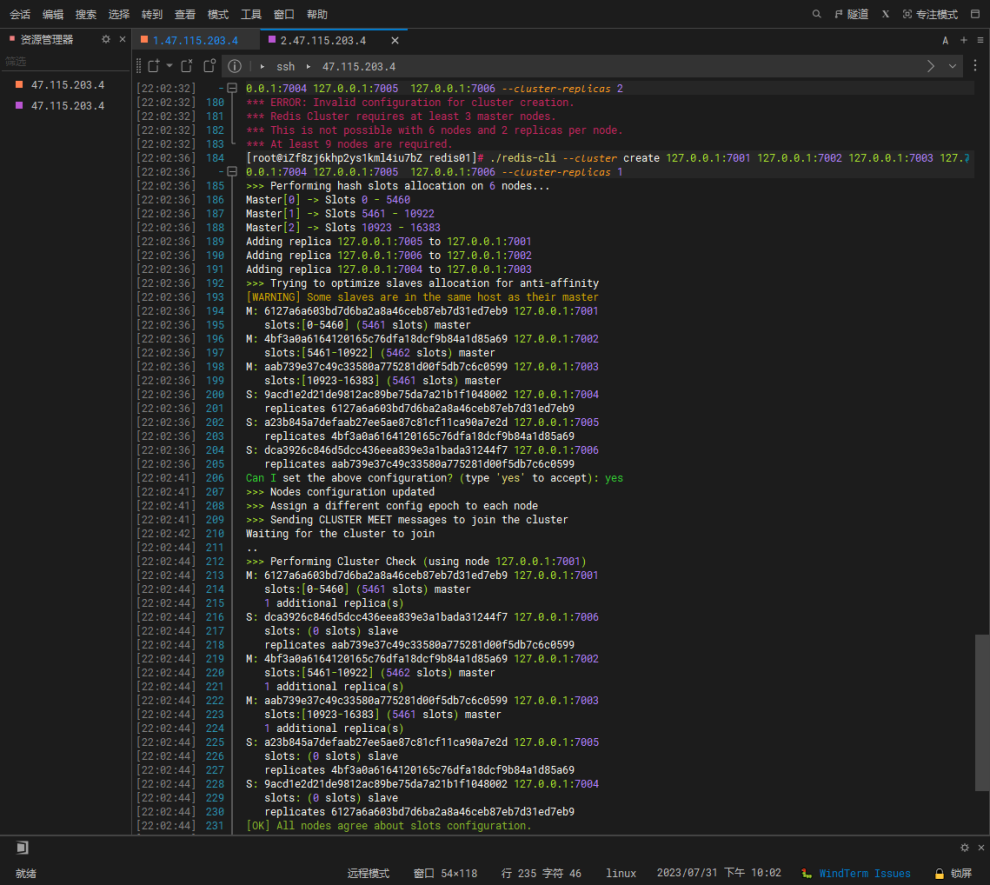 会话 编辑 搜索 选择 转到 查看 模式 工具 窗口 帮助 隧道 X 专注模式
资源管理器 1.47.115.203.4 2.47.115.203.4 A
筛选 ssh 47.115.203.4
47.115.203.4
47.115.203.4
[22:02:32] - 0.0.1:7004 127.0.0.1:7005 127.0.0.1:7006 --cluster-replicas 2
[22:02:32] 180 *** ERROR: Invalid configuration for cluster creation.
[22:02:32] 181 *** Redis Cluster requires at least 3 master nodes.
[22:02:32] 182 *** This is not possible with 6 nodes and 2 replicas per node.
[22:02:32] 183 *** At least 9 nodes are required.
[22:02:36] 184 [root@iZf8zj6khp2ys1kml4iu7bZ redis01]# ./redis-cli --cluster create 127.0.0.1:7001 127.0.0.1:7002 127.0.0.1:7003 127.
[22:02:36] - 0.0.1:7004 127.0.0.1:7005 127.0.0.1:7006 --cluster-replicas 1
[22:02:36] 185 >>> Performing hash slots allocation on 6 nodes...
[22:02:36] 186 Master[0] -> Slots 0 - 5460
[22:02:36] 187 Master[1] -> Slots 5461 - 10922
[22:02:36] 188 Master[2] -> Slots 10923 - 16383
[22:02:36] 189 Adding replica 127.0.0.1:7005 to 127.0.0.1:7001
[22:02:36] 190 Adding replica 127.0.0.1:7006 to 127.0.0.1:7002
[22:02:36] 191 Adding replica 127.0.0.1:7004 to 127.0.0.1:7003
[22:02:36] 192 >>> Trying to optimize slaves allocation for anti-affinity
[22:02:36] 193 [WARNING] Some slaves are in the same host as their master
[22:02:36] 194 M: 6127a6a603bd7d6ba2a8a46ceb87eb7d31ed7eb9 127.0.0.1:7001
[22:02:36] 195 slots:[0-5460] (5461 slots) master
[22:02:36] 196 M: 4bf3a0a6164120165c76dfa18dcf9b84a1d85a69 127.0.0.1:7002
[22:02:36] 197 slots:[5461-10922] (5462 slots) master
[22:02:36] 198 M: aab739e37c49c33580a775281d00f5db7c6c0599 127.0.0.1:7003
[22:02:36] 199 slots:[10923-16383] (5461 slots) master
[22:02:36] 200 S: 9acd1e2d21de9812ac89be75da7a21b1f1048002 127.0.0.1:7004
[22:02:36] 201 replicates 6127a6a603bd7d6ba2a8a46ceb87eb7d31ed7eb9
[22:02:36] 202 S: a23b845a7defaab27ee5ae87c81cf11ca90a7e2d 127.0.0.1:7005
[22:02:36] 203 replicates 4bf3a0a6164120165c76dfa18dcf9b84a1d85a69
[22:02:36] 204 S: dca3926c846d5dcc436eea839e3a1bada31244f7 127.0.0.1:7006
[22:02:36] 205 replicates aab739e37c49c33580a775281d00f5db7c6c0599
[22:02:41] 206 Can I set the above configuration? (type 'yes' to accept): yes
[22:02:41] 207 >>> Nodes configuration updated
[22:02:41] 208 >>> Assign a different config epoch to each node
[22:02:41] 209 >>> Sending CLUSTER MEET messages to join the cluster
[22:02:42] 210 Waiting for the cluster to join
[22:02:44] 211 ..
[22:02:44] 212 >>> Performing Cluster Check (using node 127.0.0.1:7001)
[22:02:44] 213 M: 6127a6a603bd7d6ba2a8a46ceb87eb7d31ed7eb9 127.0.0.1:7001
[22:02:44] 214 slots:[0-5460] (5461 slots) master
[22:02:44] 215 1 additional replica(s)
[22:02:44] 216 S: dca3926c846d5dcc436eea839e3a1bada31244f7 127.0.0.1:7006
[22:02:44] 217 slots: (0 slots) slave
[22:02:44] 218 replicates aab739e37c49c33580a775281d00f5db7c6c0599
[22:02:44] 219 M: 4bf3a0a6164120165c76dfa18dcf9b84a1d85a69 127.0.0.1:7002
[22:02:44] 220 slots:[5461-10922] (5462 slots) master
[22:02:44] 221 1 additional replica(s)
[22:02:44] 222 M: aab739e37c49c33580a775281d00f5db7c6c0599 127.0.0.1:7003
[22:02:44] 223 slots:[10923-16383] (5461 slots) master
[22:02:44] 224 1 additional replica(s)
[22:02:44] 225 S: a23b845a7defaab27ee5ae87c81cf11ca90a7e2d 127.0.0.1:7005
[22:02:44] 226 slots: (0 slots) slave
[22:02:44] 227 replicates 4bf3a0a6164120165c76dfa18dcf9b84a1d85a69
[22:02:44] 228 S: 9acd1e2d21de9812ac89be75da7a21b1f1048002 127.0.0.1:7004
[22:02:44] 229 slots: (0 slots) slave
[22:02:44] 230 replicates 6127a6a603bd7d6ba2a8a46ceb87eb7d31ed7eb9
[22:02:44] 231 [OK] All nodes agree about slots configuration.
就绪 远程模式 窗口 54×118 行 235 字符 46 linux 2023/07/31 下午 10:02 WindTerm Issues 锁屏